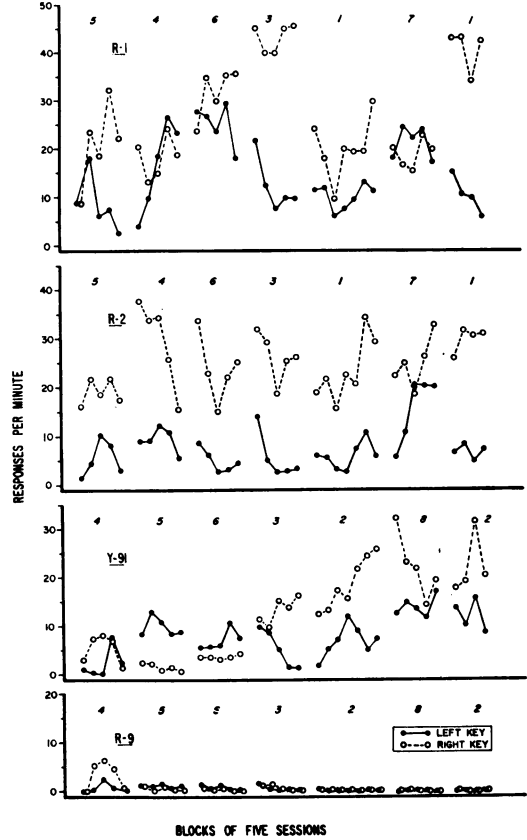 50
5 4 6 3 1 7 1
R-1
40
30
20
10
0
5 4 6 3 1 7 1
40
R-2
30
20
10
0
RESPONSES PER MINUTE
4 5 6 3 2 8 2
30
Y-91
20
10
0
20
4 5 5 3 2 8 2
R-9
LEFT KEY
RIGHT KEY
10
0
BLOCKS OF FIVE SESSIONS